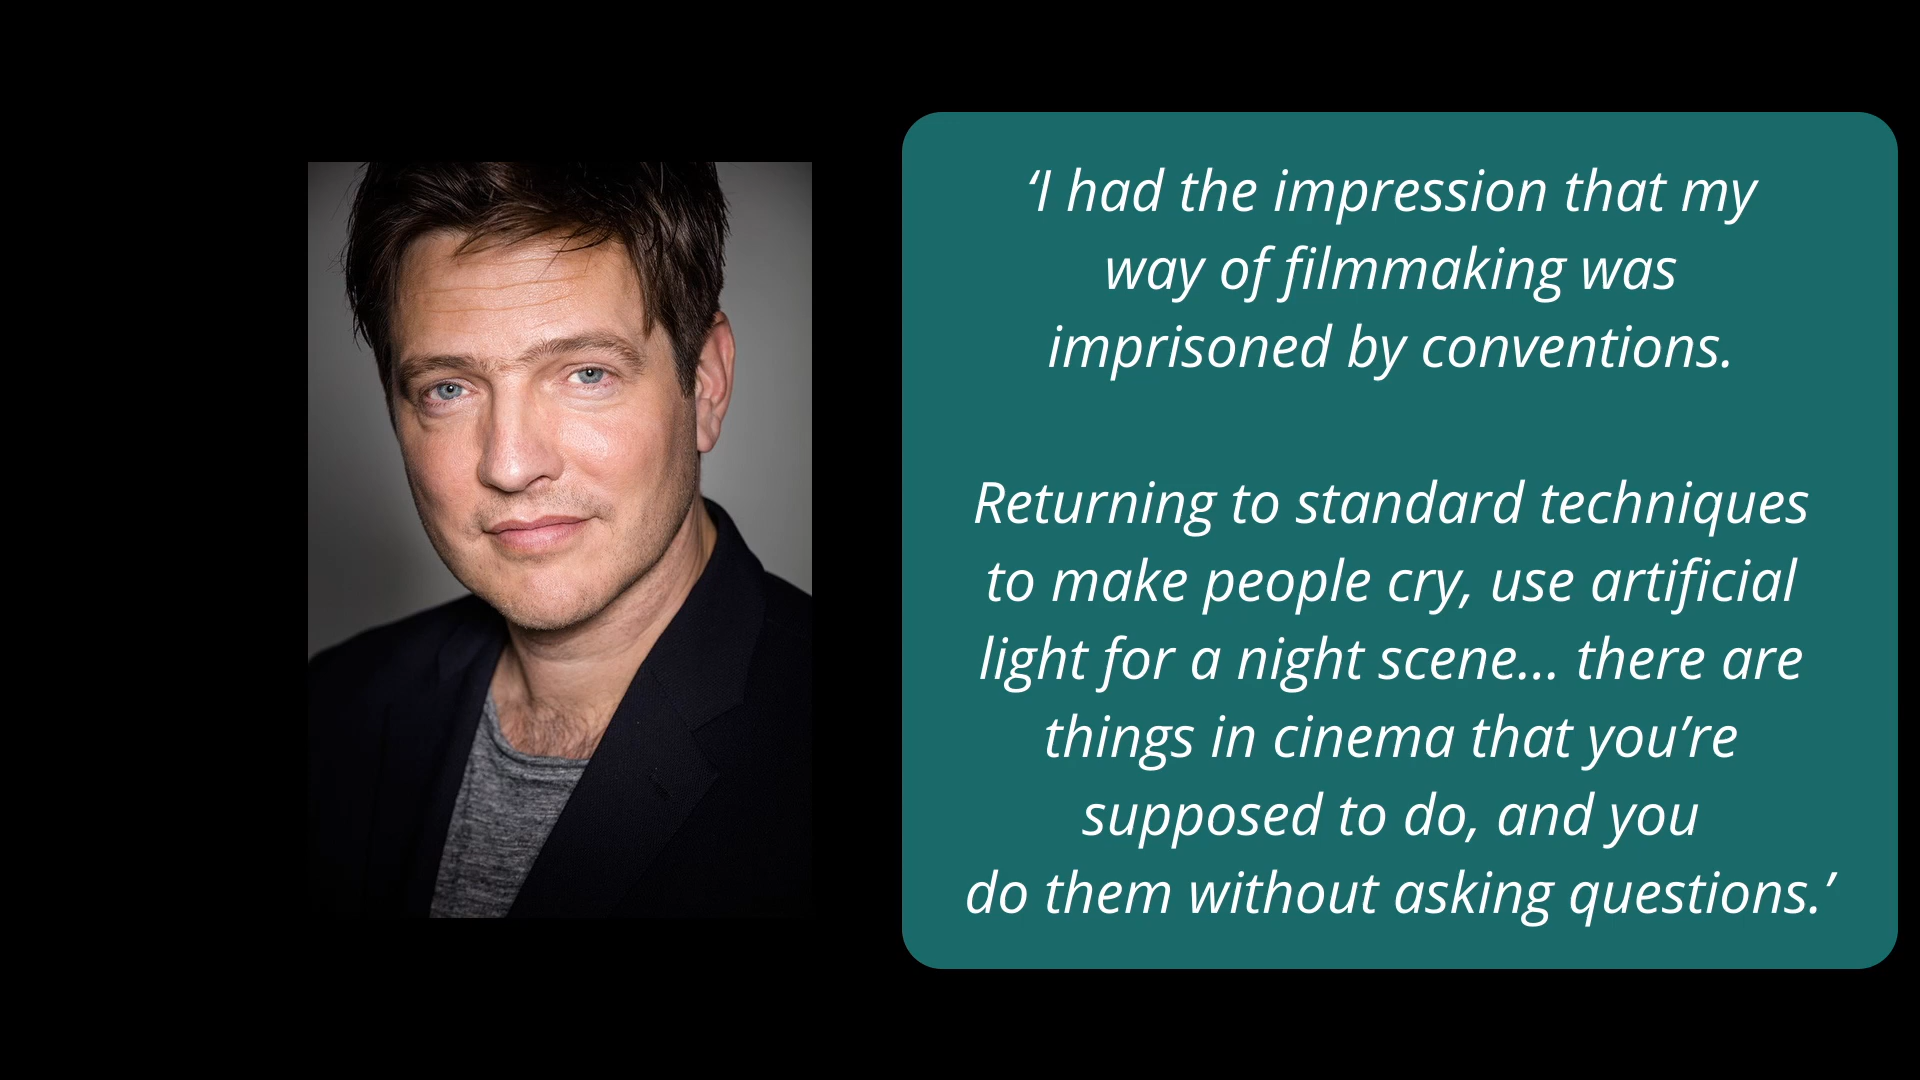 ‘I had the impression that my
way of filmmaking was
imprisoned by conventions.
Returning to standard techniques
to make people cry, use artificial
light for a night scene... there are
things in cinema that you’re
supposed to do, and you
do them without asking questions.’